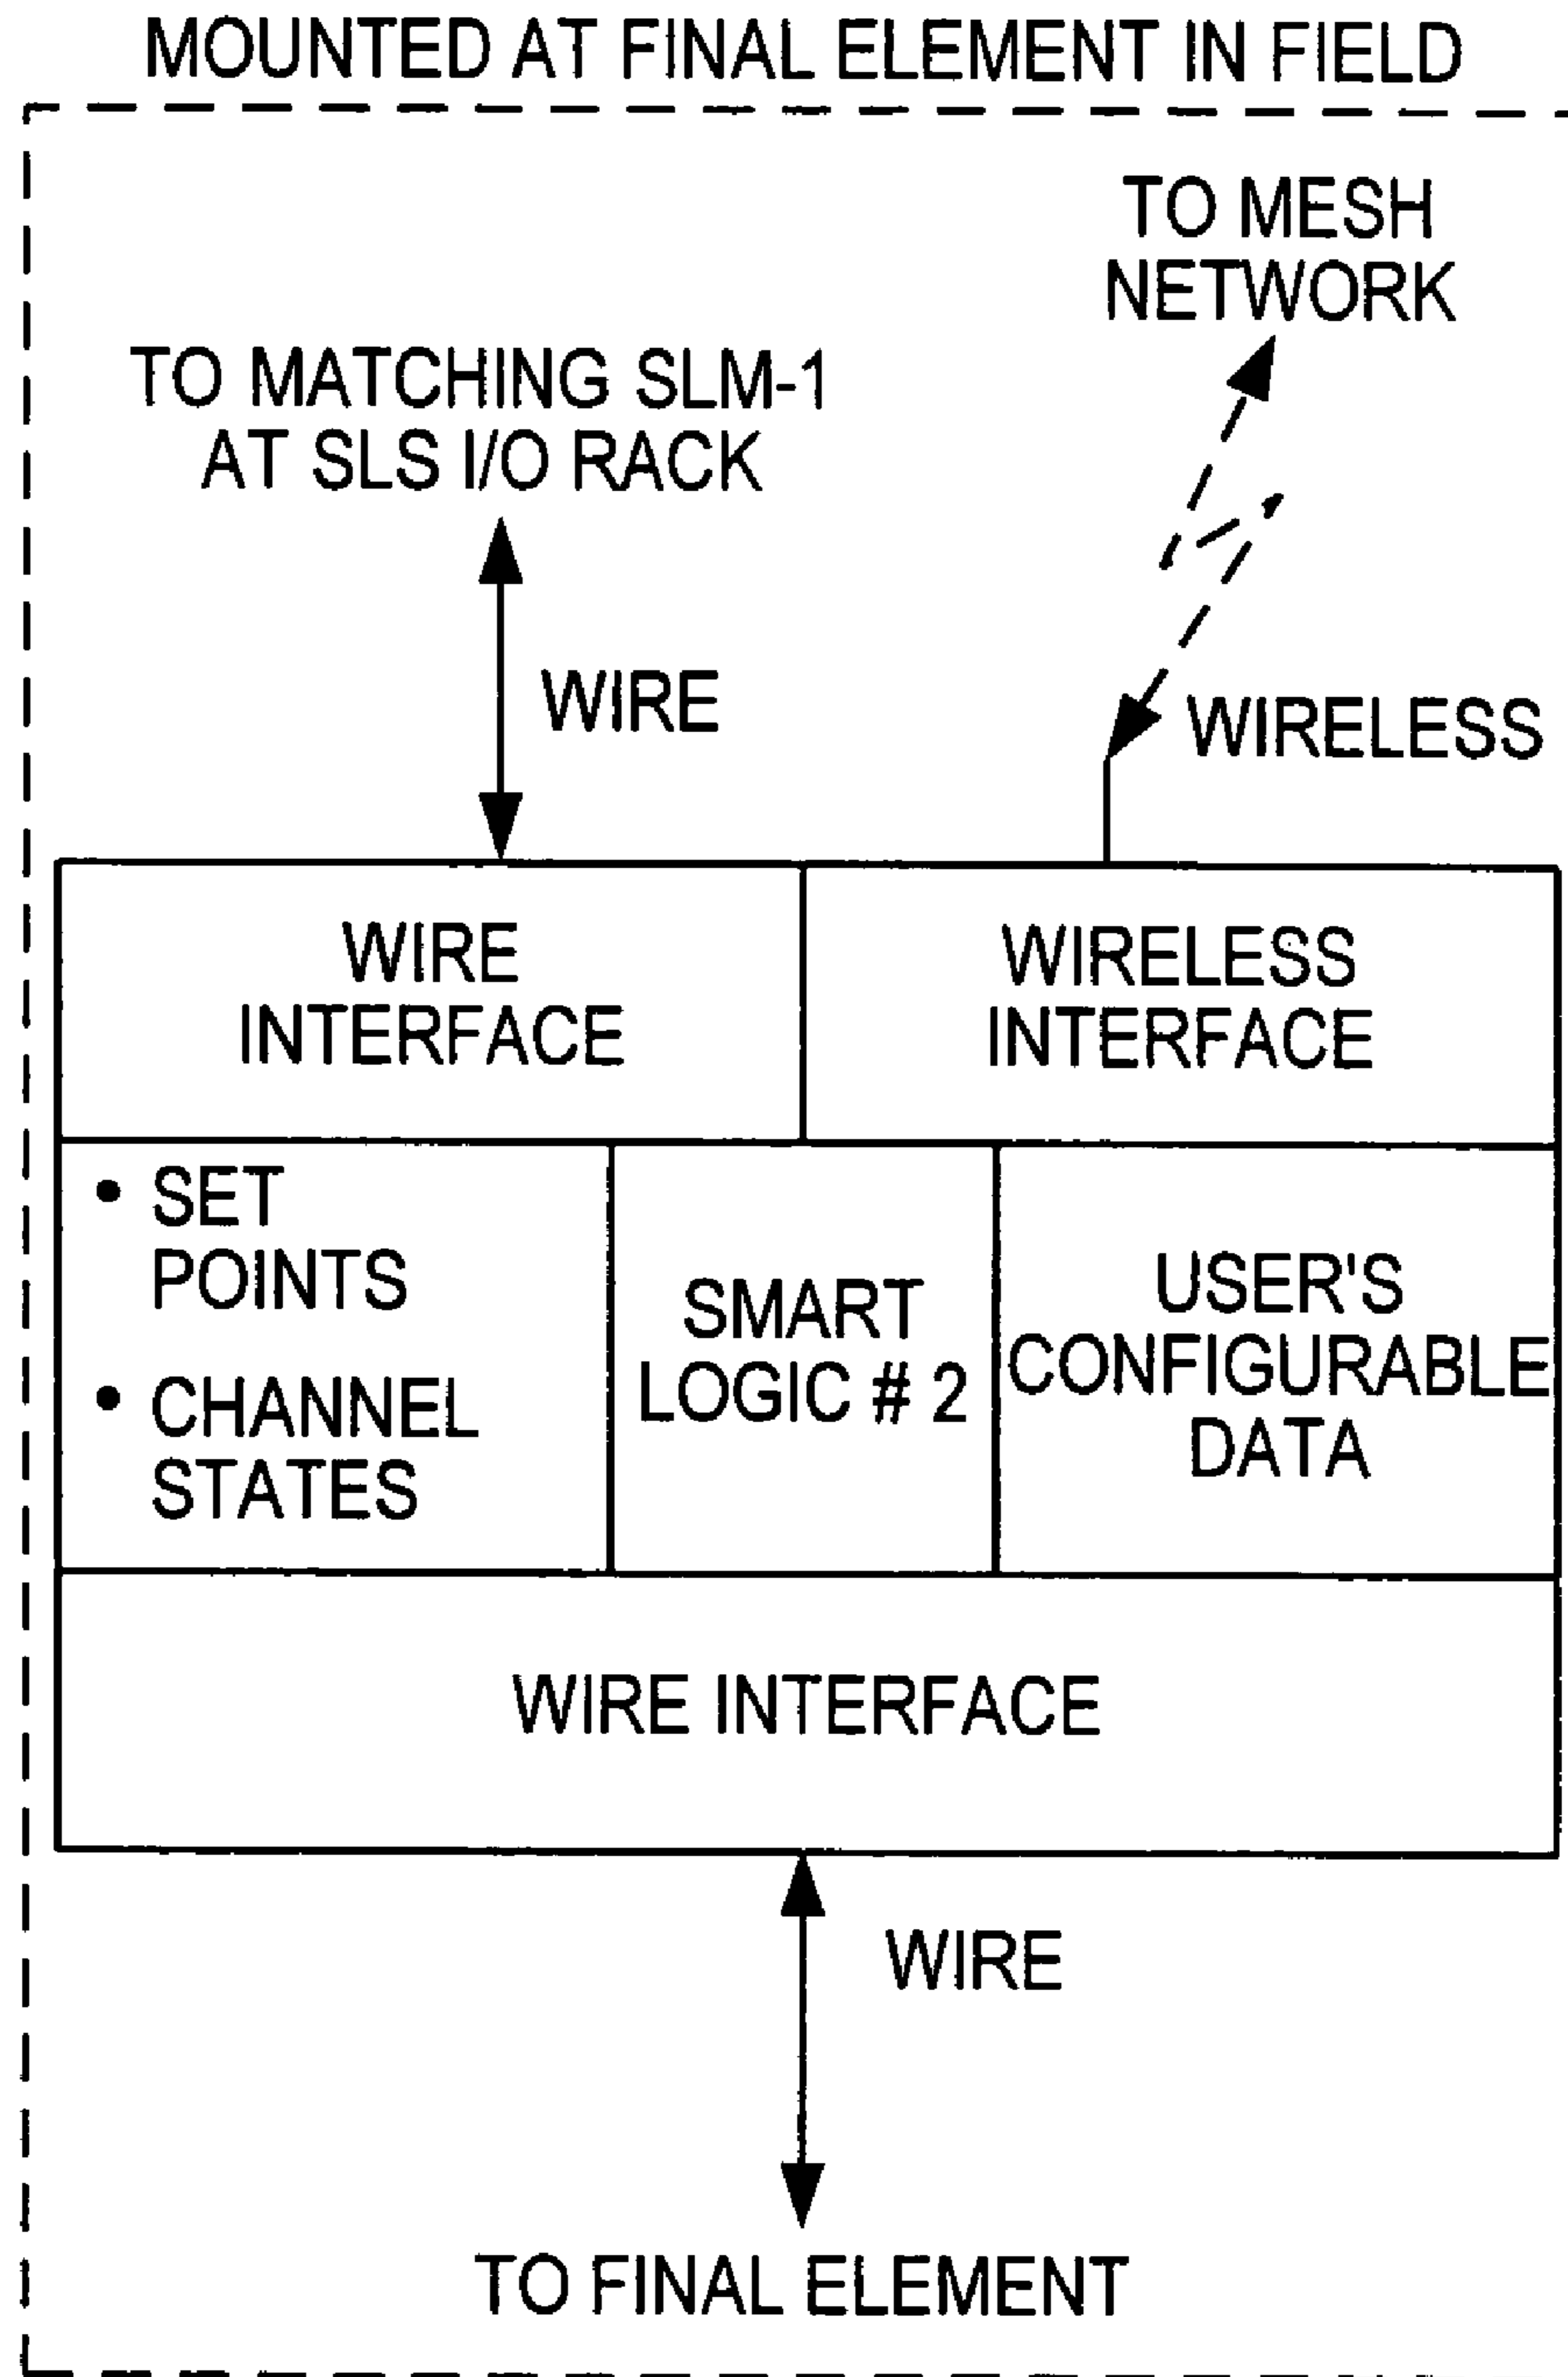 MOUNTED AT FINAL ELEMENT IN FIELD
TO MESH
NETWORK
TO MATCHING SLM-1
AT SLS I/O RACK
WIRE
WIRELESS
WIRE
INTERFACE
WIRELESS
INTERFACE
• SET
POINTS
• CHANNEL
STATES
SMART
LOGIC # 2
USER'S
CONFIGURABLE
DATA
WIRE INTERFACE
WIRE
TO FINAL ELEMENT